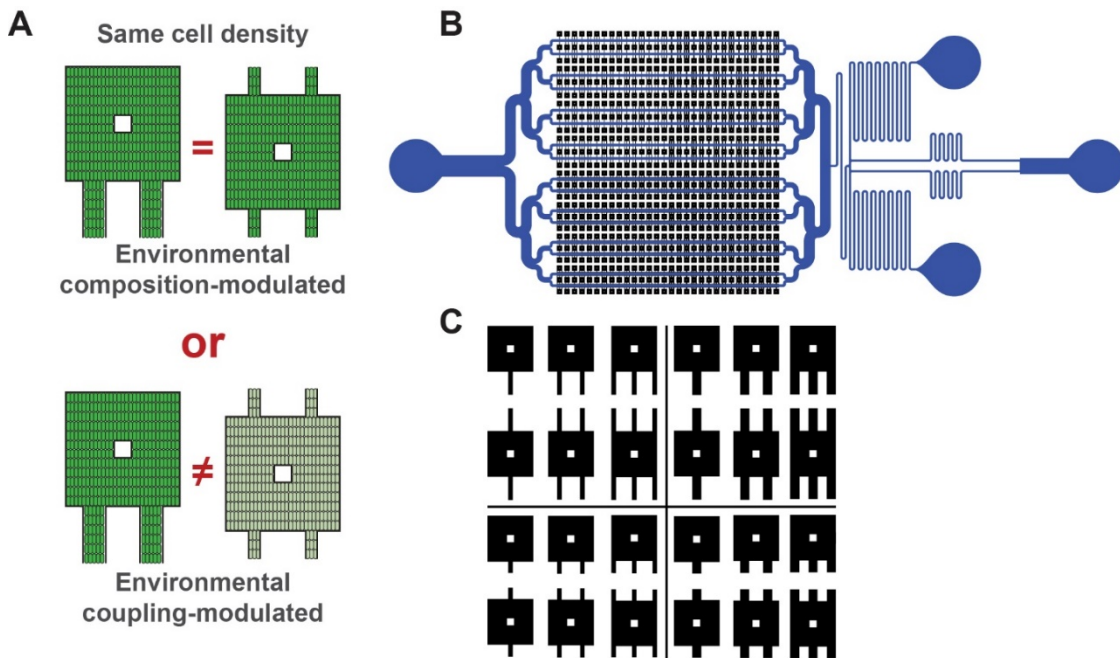 A
Same cell density
=
Environmental
composition-modulated
or
≠
Environmental
coupling-modulated
B
C